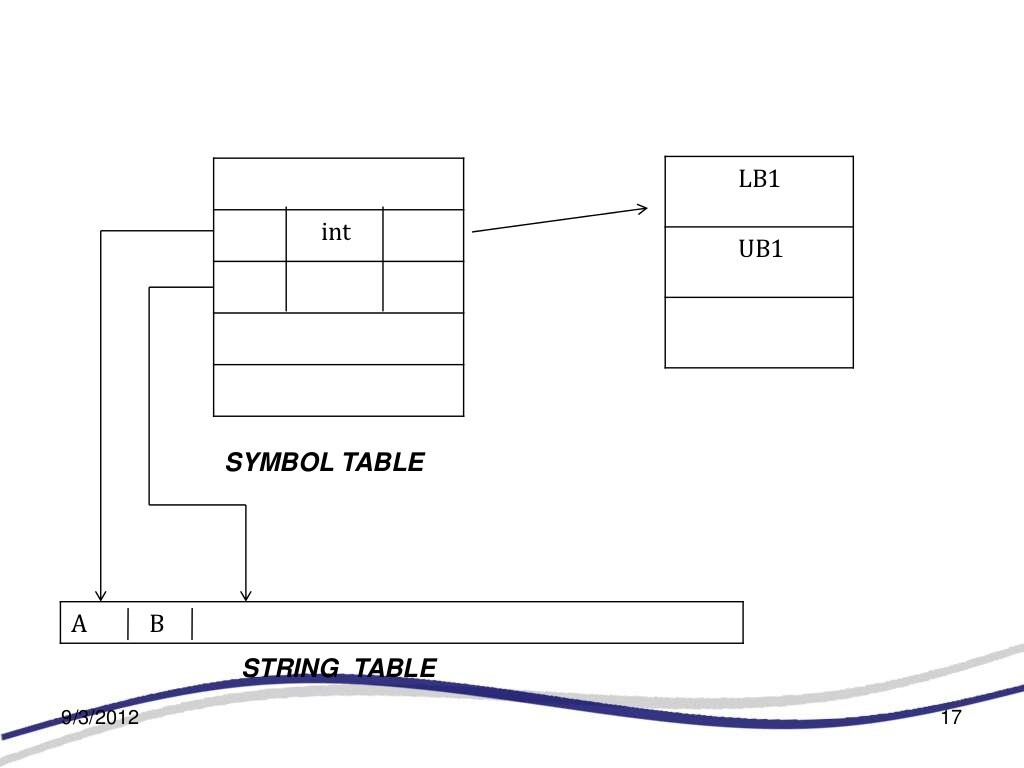 LB1
int
UB1
SYMBOL TABLE
A B
STRING TABLE
9/3/2012 17